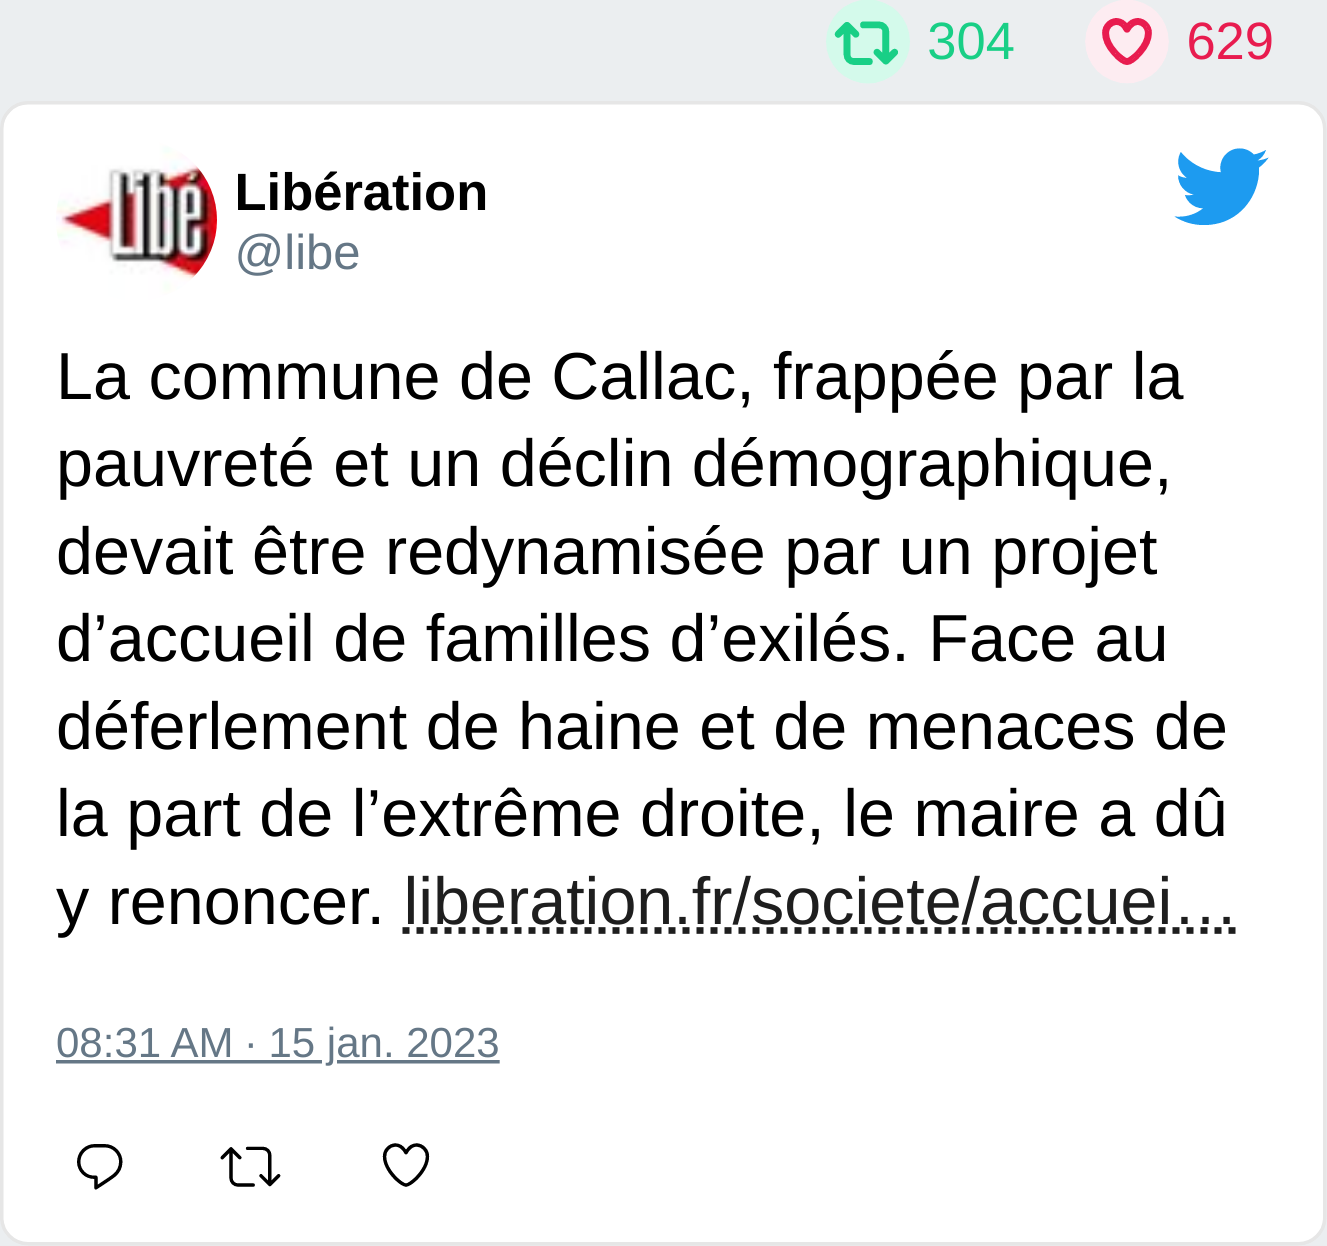 304 629
Libé
Libération
@libe
La commune de Callac, frappée par la
pauvreté et un déclin démographique,
devait être redynamisée par un projet
d’accueil de familles d’exilés. Face au
déferlement de haine et de menaces de
la part de l’extrême droite, le maire a dû
y renoncer. liberation.fr/societe/accuei…
08:31 AM · 15 jan. 2023